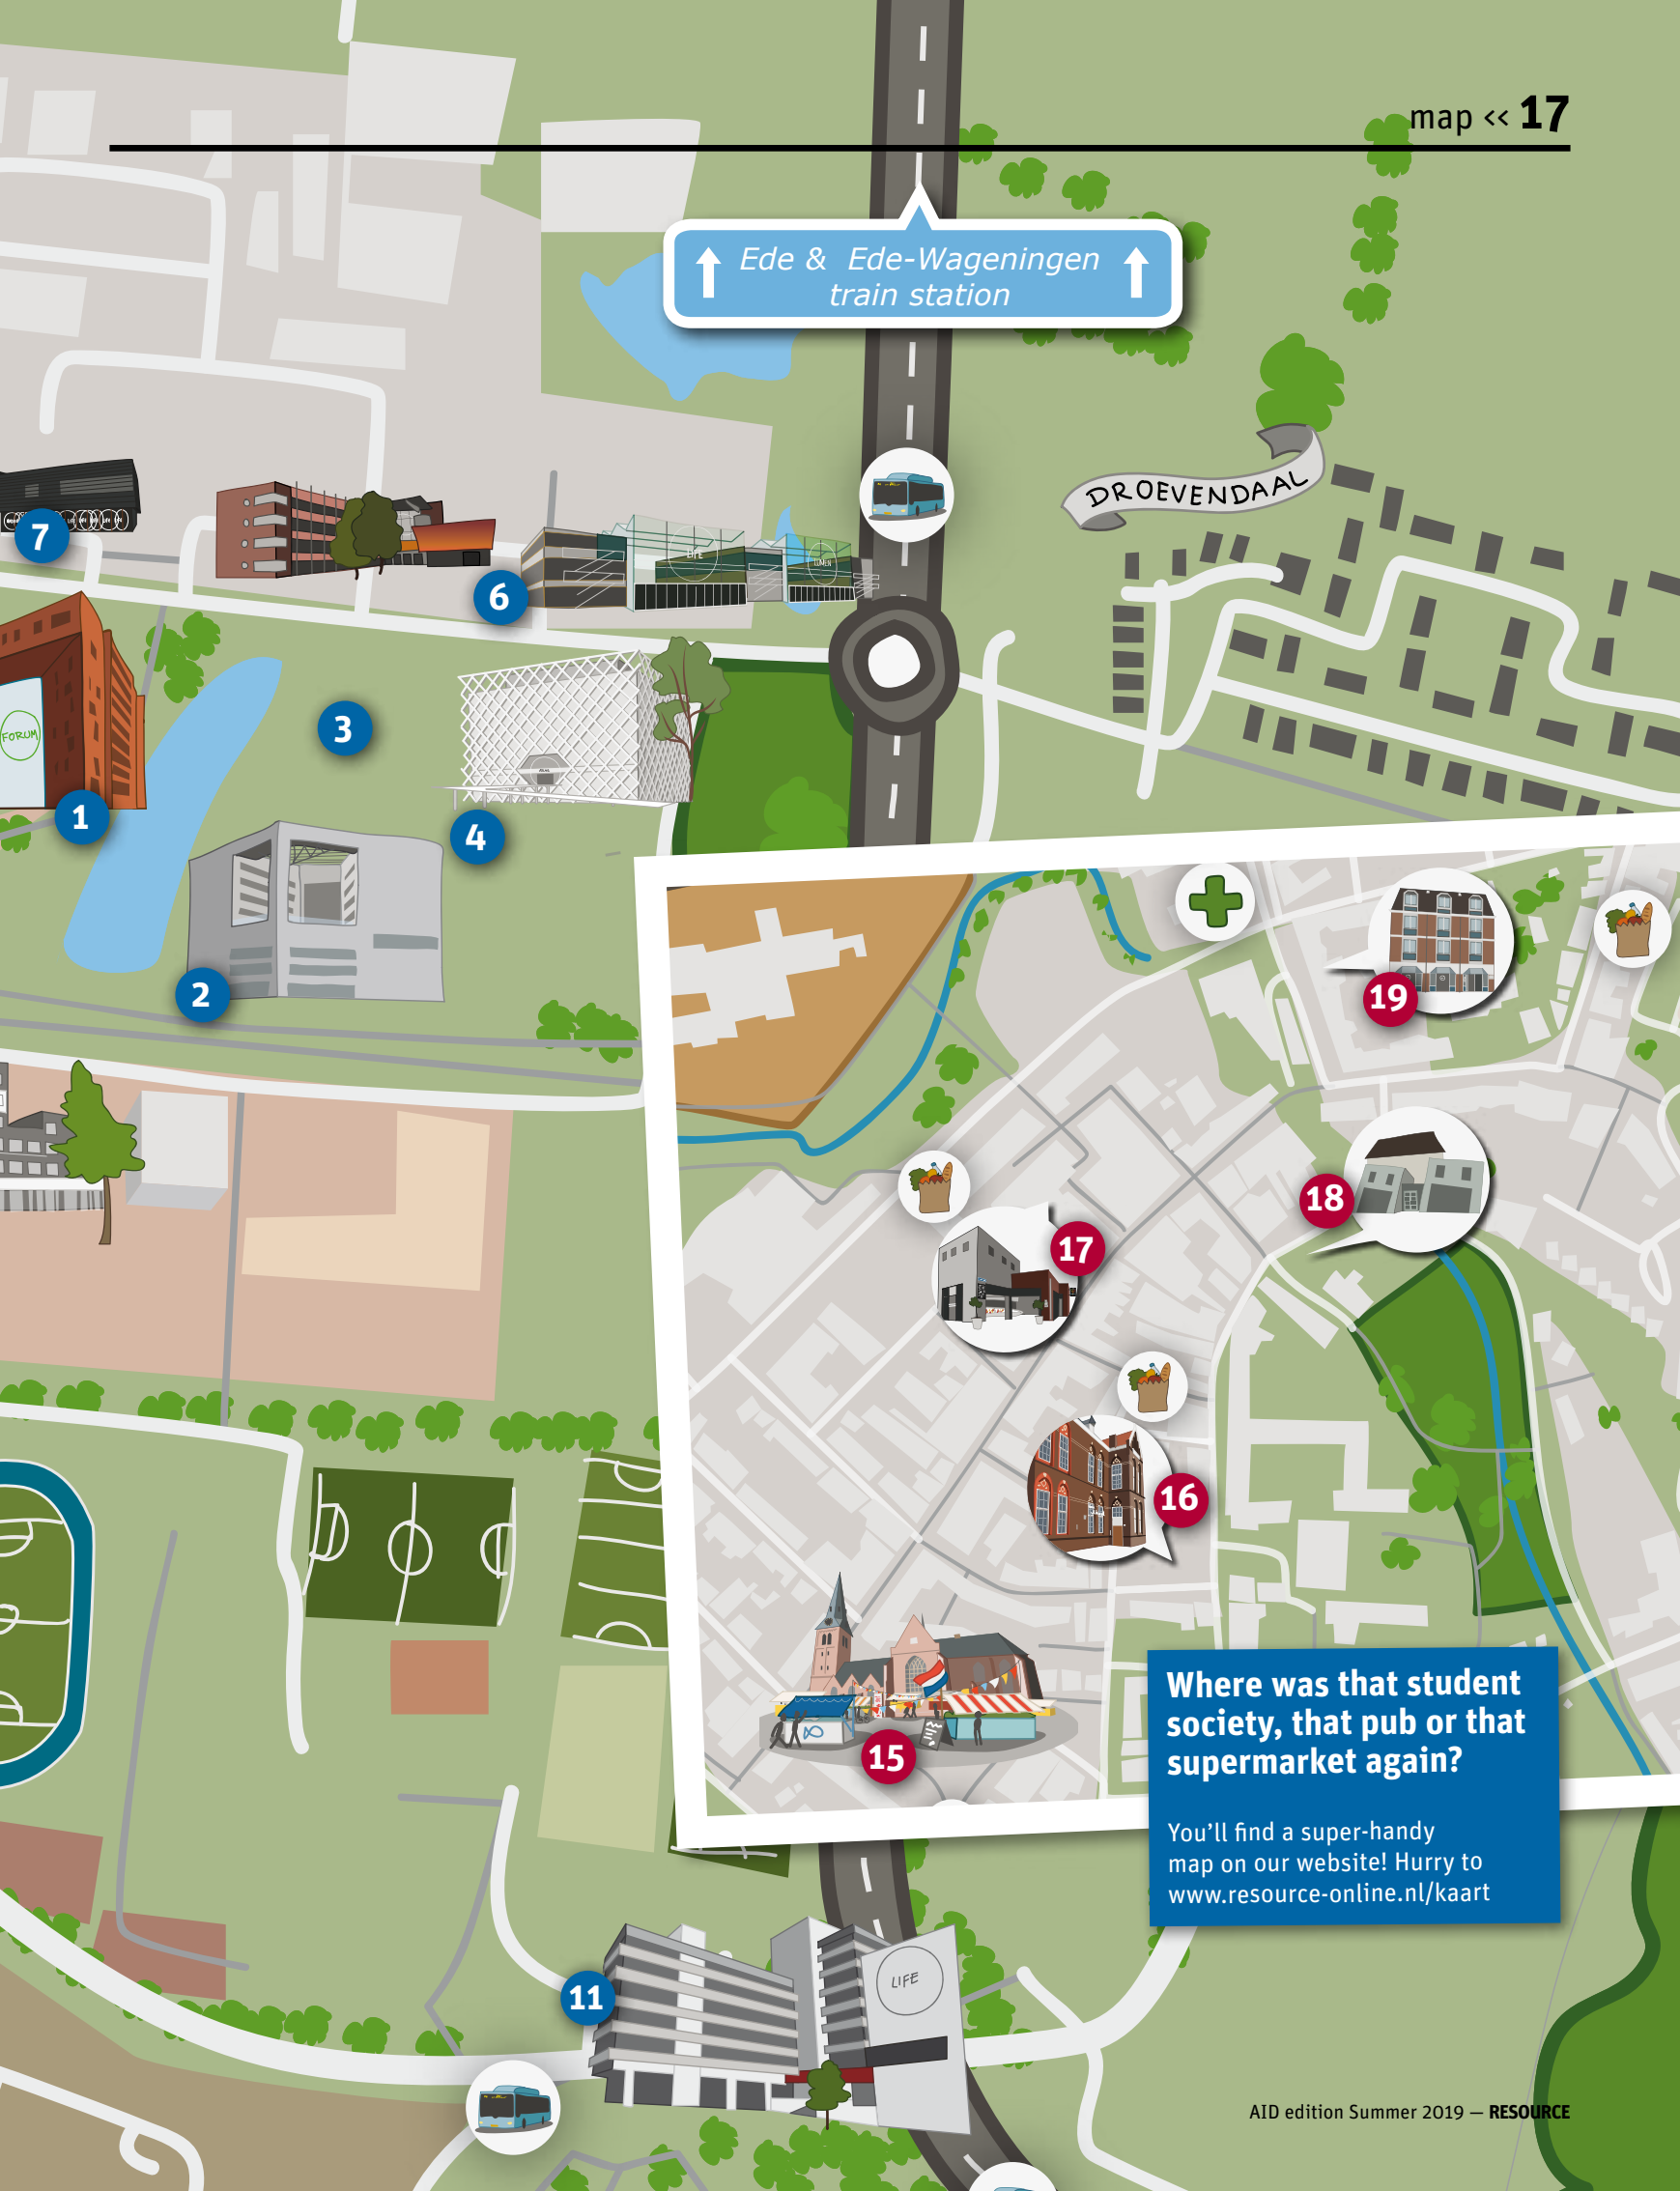 map << 17
↑ Ede & Ede-Wageningen ↑
train station
DROEVENDAAL
7
6
LIFE
LUMEN
3
FORUM
1
4
2
19
18
17
16
15
Where was that student
society, that pub or that
supermarket again?
You'll find a super-handy
map on our website! Hurry to
www.resource-online.nl/kaart
11
LIFE
AID edition Summer 2019 — RESOURCE